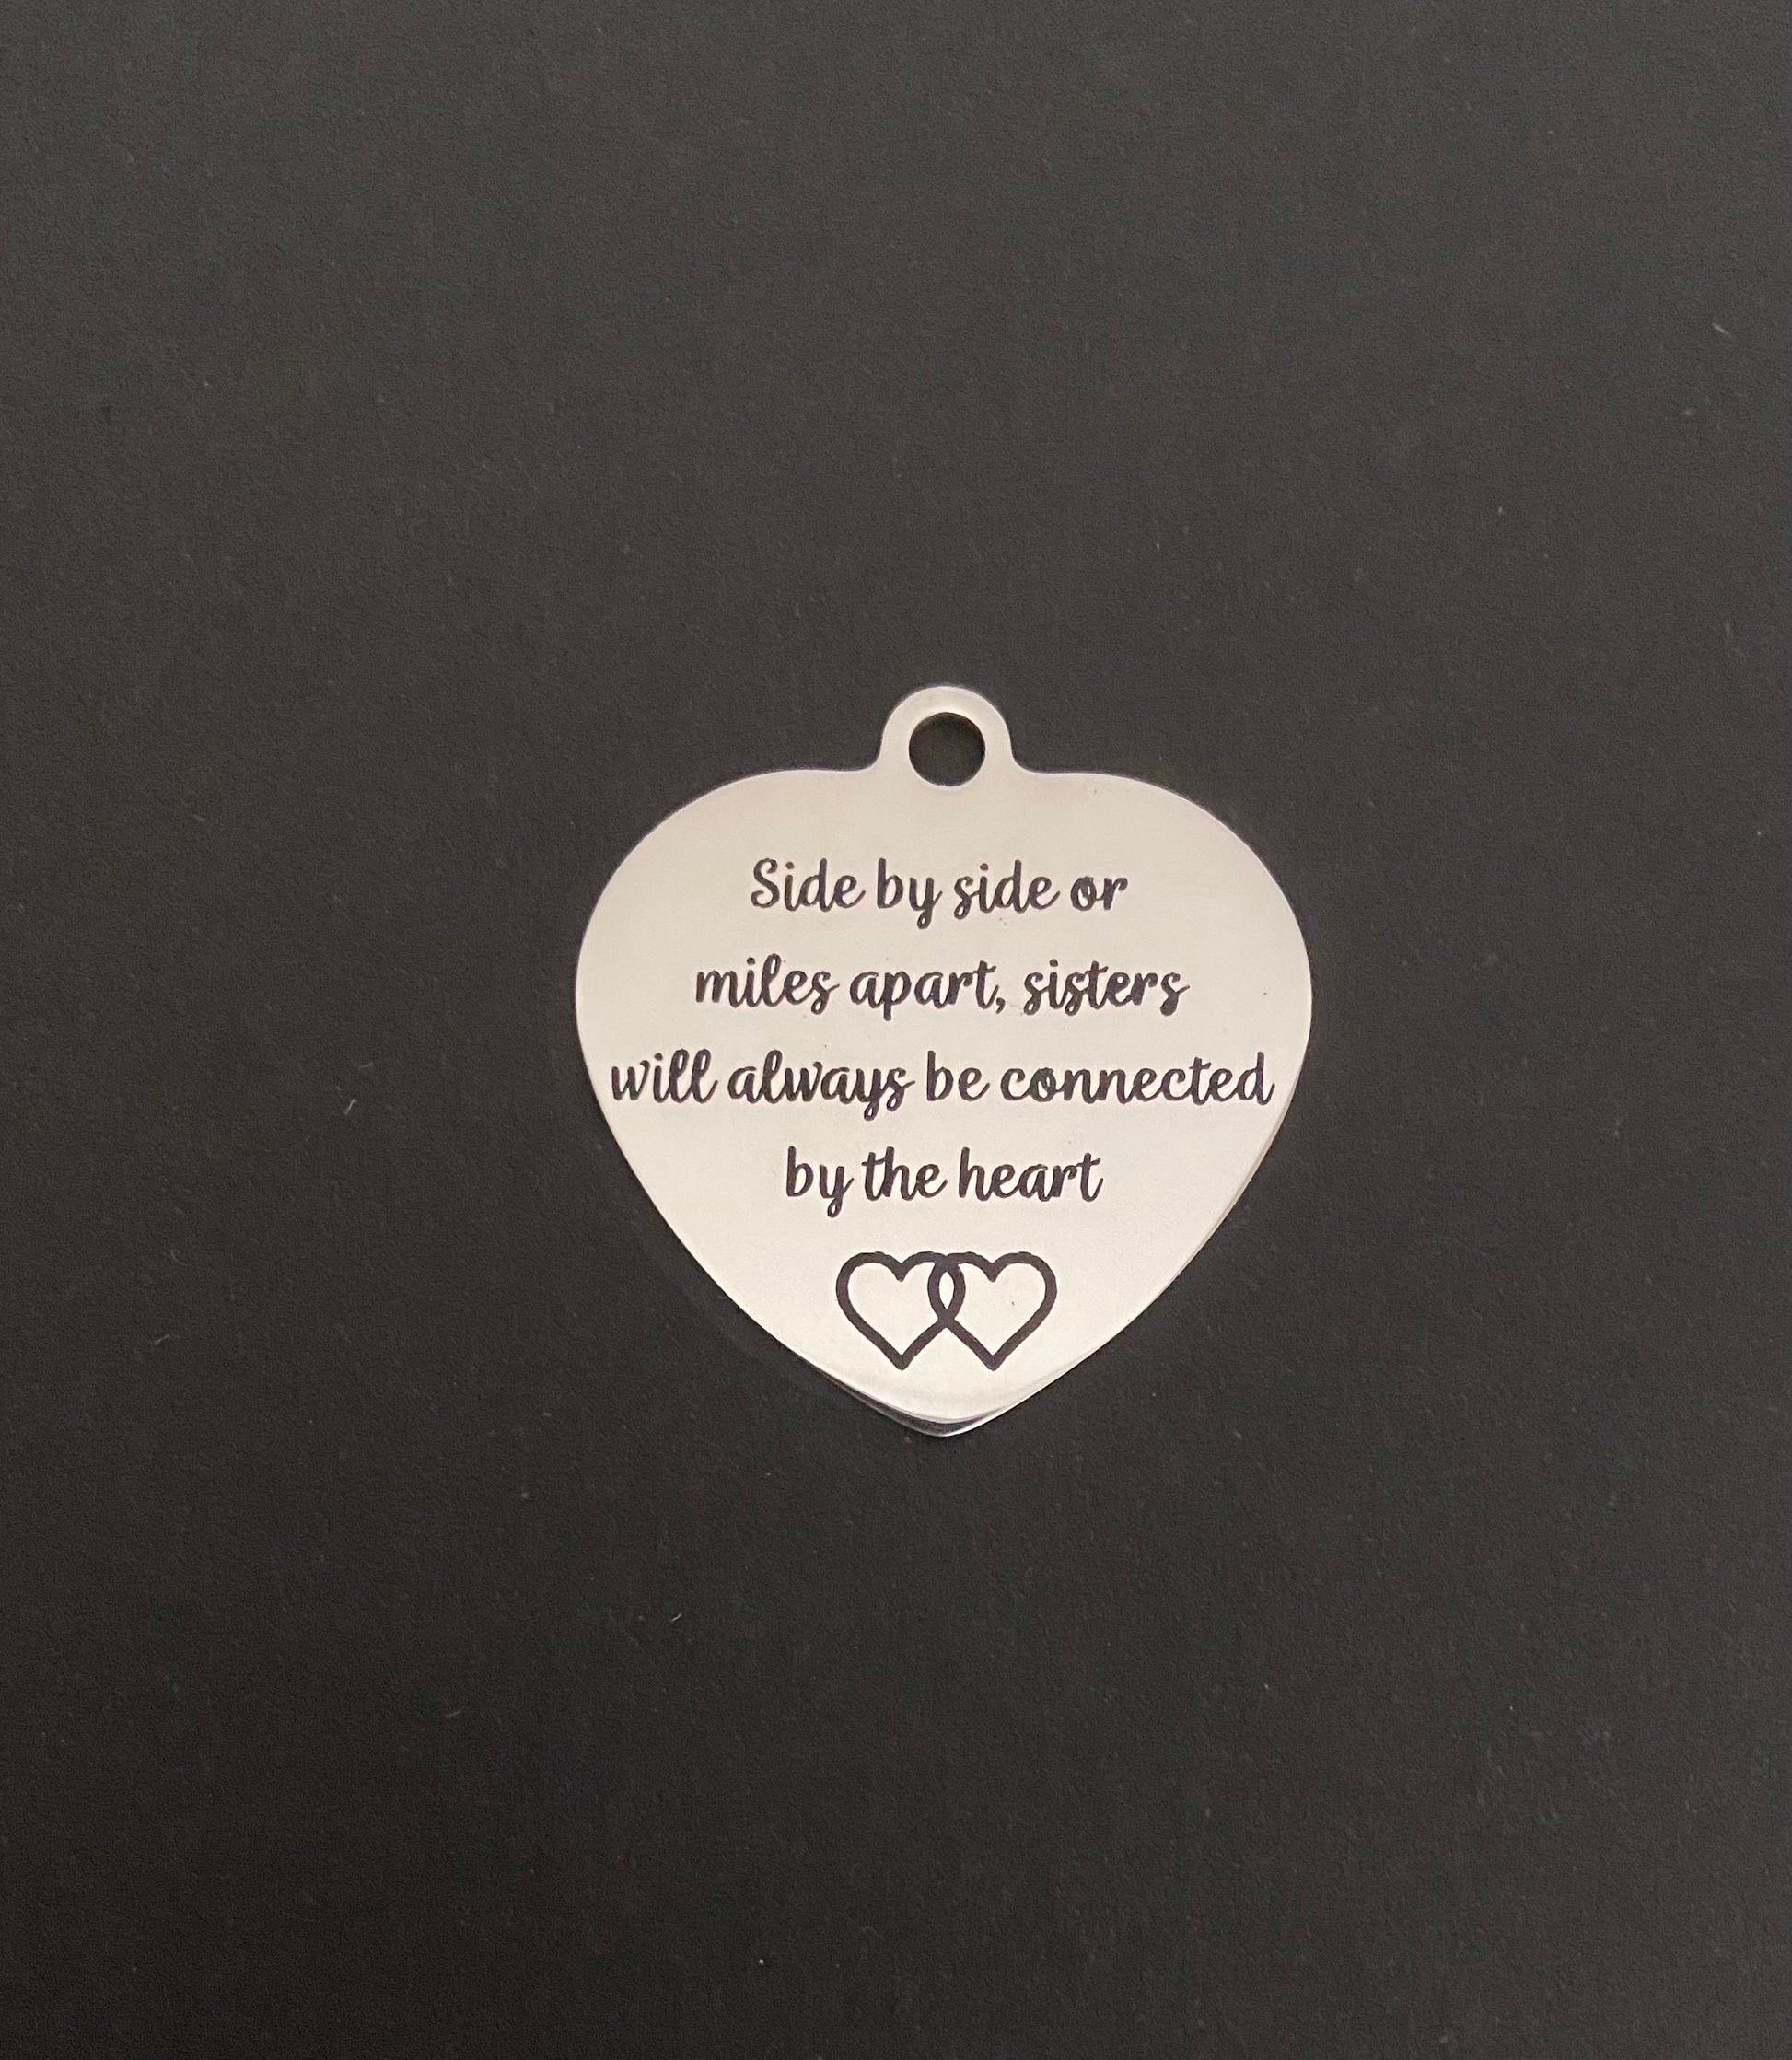 Side by side or
miles apart, sisters
will always be connected
by the heart